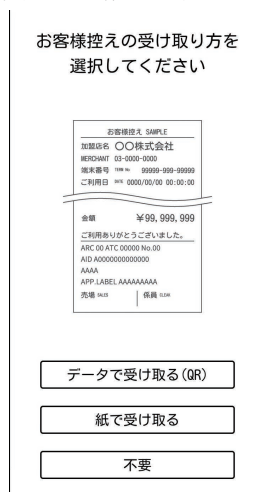 お客様控えの受け取り方を
選択してください
お客様控え SAMPLE
加盟店名 〇〇株式会社
MERCHANT 03-0000-0000
端末番号 TERM No 99999-999-99999
ご利用日 DATE 0000/00/00 00:00:00
金額 ￥99,999,999
ご利用ありがとうございました。
ARC 00 ATC 00000 No.00
AID A0000000000000
AAAA
APP.LABEL AAAAAAAAA
売場 SALES 係員 CLERK
データで受け取る(QR)
紙で受け取る
不要